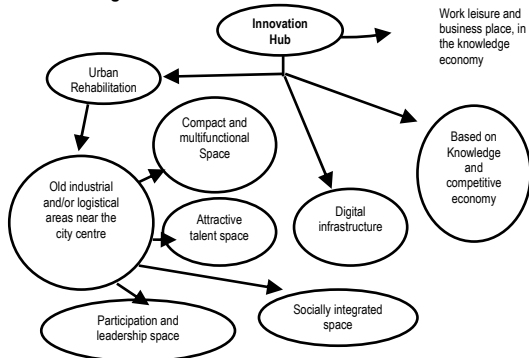 Innovation
Hub
Work leisure and
business place, in
the knowledge
economy
Urban
Rehabilitation
Compact and
multifunctional
Space
Based on
Knowledge
and
competitive
economy
Old industrial
and/or logistical
areas near the
city centre
Attractive
talent space
Digital
infrastructure
Participation and
leadership space
Socially integrated
space